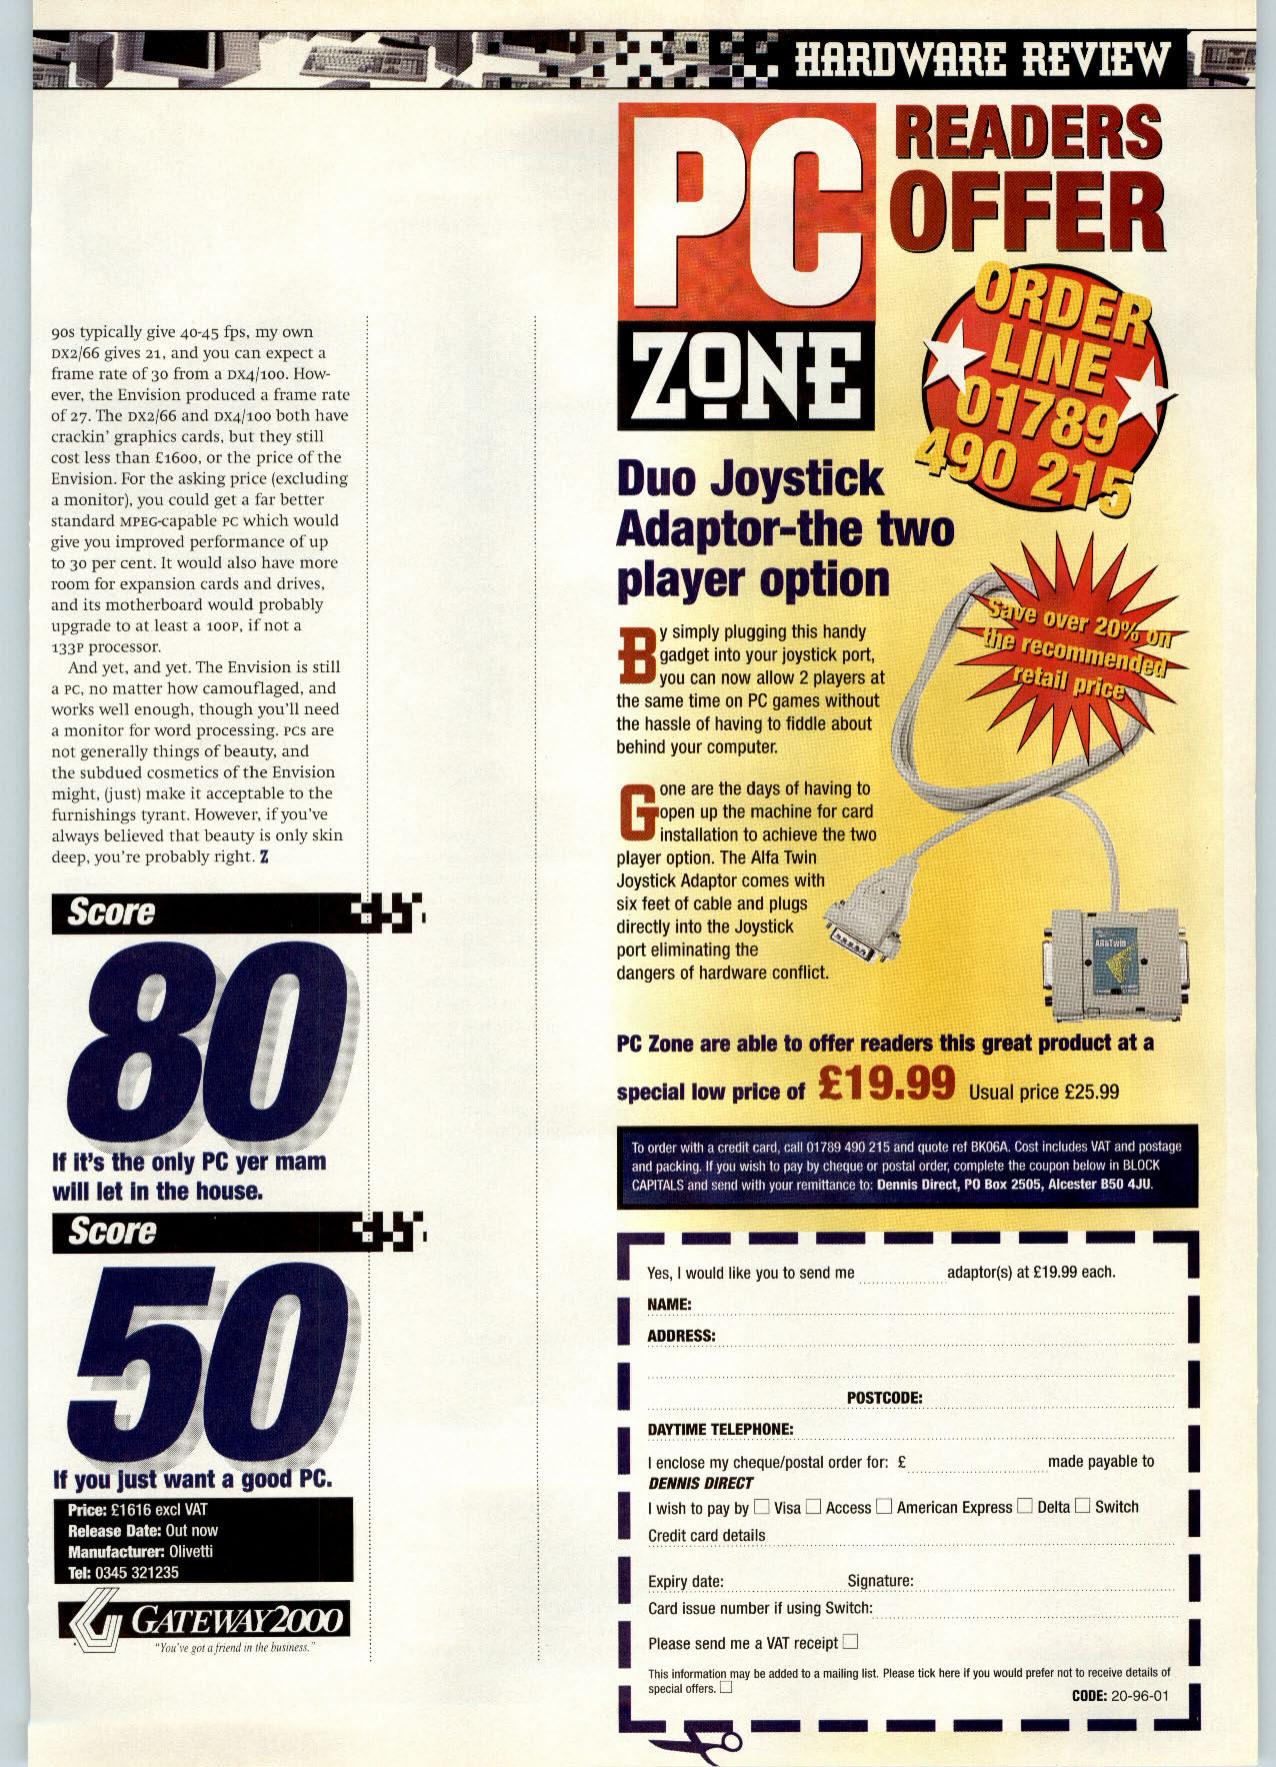 HARDWARE REVIEW
90s typically give 40-45 fps, my own
DX2/66 gives 21, and you can expect a
frame rate of 30 from a DX4/100. How-
ever, the Envision produced a frame rate
of 27. The DX2/66 and DX4/100 both have
crackin' graphics cards, but they still
cost less than £1600, or the price of the
Envision. For the asking price (excluding
a monitor), you could get a far better
standard MPEG-capable PC which would
give you improved performance of up
to 30 per cent. It would also have more
room for expansion cards and drives,
and its motherboard would probably
upgrade to at least a 100P, if not a
133P processor.
And yet, and yet. The Envision is still
a PC, no matter how camouflaged, and
works well enough, though you'll need
a monitor for word processing. PCs are
not generally things of beauty, and
the subdued cosmetics of the Envision
might, (just) make it acceptable to the
furnishings tyrant. However, if you've
always believed that beauty is only skin
deep, you're probably right. Z
Score
80
If it's the only PC yer mam
will let in the house.
Score
50
If you just want a good PC.
Price: £1616 excl VAT
Release Date: Out now
Manufacturer: Olivetti
Tel: 0345 321235
GATEWAY2000
"You've got a friend in the business."
PC
ZONE
READERS
OFFER
ORDER
LINE
01789
490 215
Duo Joystick
Adaptor-the two
player option
Save over 20% on
the recommended
retail price
By simply plugging this handy
gadget into your joystick port,
you can now allow 2 players at
the same time on PC games without
the hassle of having to fiddle about
behind your computer.
Gone are the days of having to
open up the machine for card
installation to achieve the two
player option. The Alfa Twin
Joystick Adaptor comes with
six feet of cable and plugs
directly into the Joystick
port eliminating the
dangers of hardware conflict.
AlfaTwin
PC Zone are able to offer readers this great product at a
special low price of £19.99 Usual price £25.99
To order with a credit card, call 01789 490 215 and quote ref BK06A. Cost includes VAT and postage
and packing. If you wish to pay by cheque or postal order, complete the coupon below in BLOCK
CAPITALS and send with your remittance to: Dennis Direct, PO Box 2505, Alcester B50 4JU.
Yes, I would like you to send me adaptor(s) at £19.99 each.
NAME:
ADDRESS:
POSTCODE:
DAYTIME TELEPHONE:
I enclose my cheque/postal order for: £ made payable to
DENNIS DIRECT
I wish to pay by Visa Access American Express Delta Switch
Credit card details
Expiry date: Signature:
Card issue number if using Switch:
Please send me a VAT receipt
This information may be added to a mailing list. Please tick here if you would prefer not to receive details of
special offers.
CODE: 20-96-01